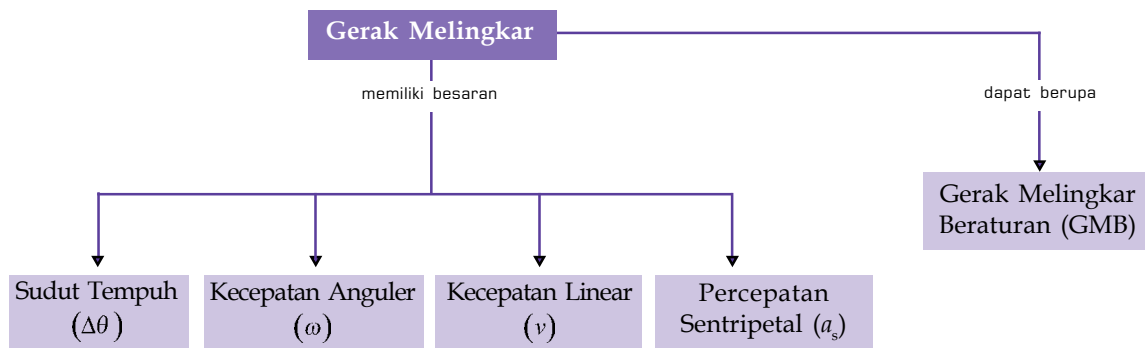 Gerak Melingkar
memiliki besaran
dapat berupa
Gerak Melingkar
Beraturan (GMB)
Sudut Tempuh
(Δθ)
Kecepatan Anguler
(ω)
Kecepatan Linear
(v)
Percepatan
Sentripetal (aₛ)